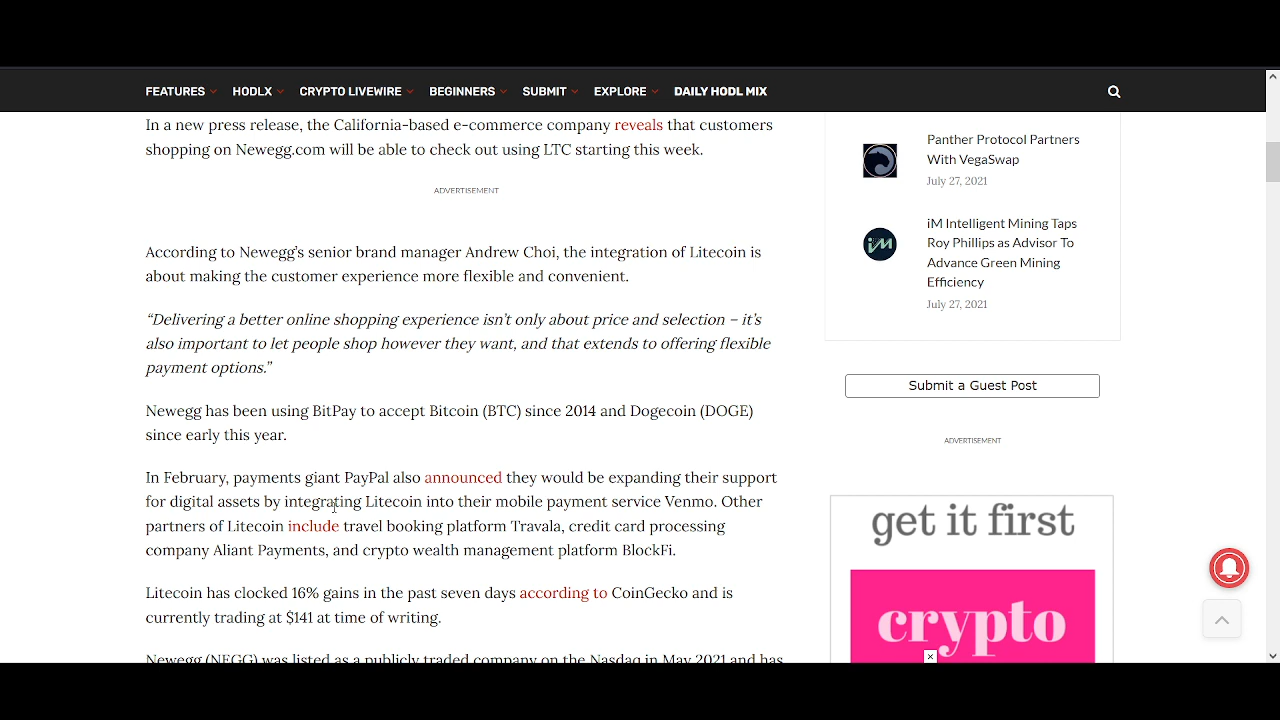 FEATURES HODLX CRYPTO LIVEWIRE BEGINNERS SUBMIT EXPLORE DAILY HODL MIX
In a new press release, the California-based e-commerce company reveals that customers
shopping on Newegg.com will be able to check out using LTC starting this week.
ADVERTISEMENT
According to Newegg’s senior brand manager Andrew Choi, the integration of Litecoin is
about making the customer experience more flexible and convenient.
“Delivering a better online shopping experience isn’t only about price and selection – it’s
also important to let people shop however they want, and that extends to offering flexible
payment options.”
Newegg has been using BitPay to accept Bitcoin (BTC) since 2014 and Dogecoin (DOGE)
since early this year.
In February, payments giant PayPal also announced they would be expanding their support
for digital assets by integrating Litecoin into their mobile payment service Venmo. Other
partners of Litecoin include travel booking platform Travala, credit card processing
company Aliant Payments, and crypto wealth management platform BlockFi.
Litecoin has clocked 16% gains in the past seven days according to CoinGecko and is
currently trading at $141 at time of writing.
Newegg (NEGG) was listed as a publicly traded company on the Nasdaq in May 2021 and has
Panther Protocol Partners
With VegaSwap
July 27, 2021
iM
iM Intelligent Mining Taps
Roy Phillips as Advisor To
Advance Green Mining
Efficiency
July 27, 2021
Submit a Guest Post
ADVERTISEMENT
get it first
crypto